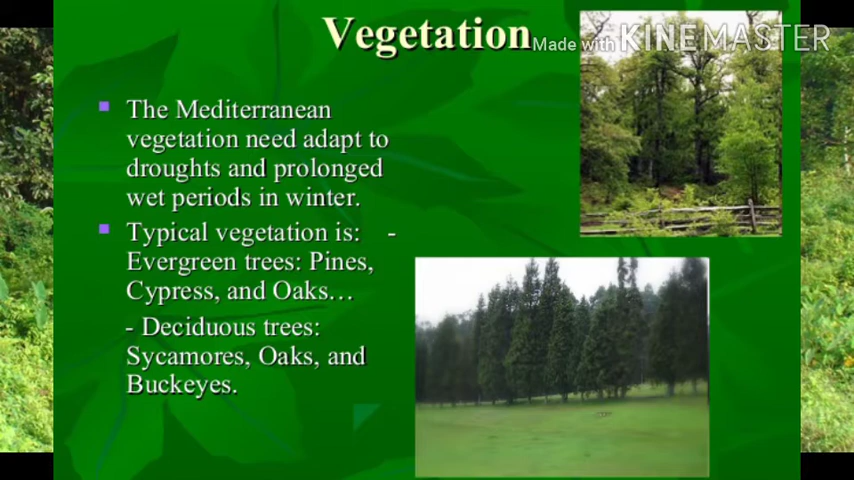 Vegetation
Made with KINEMASTER
The Mediterranean
vegetation need adapt to
droughts and prolonged
wet periods in winter.
Typical vegetation is: -
Evergreen trees: Pines,
Cypress, and Oaks…
- Deciduous trees:
Sycamores, Oaks, and
Buckeyes.